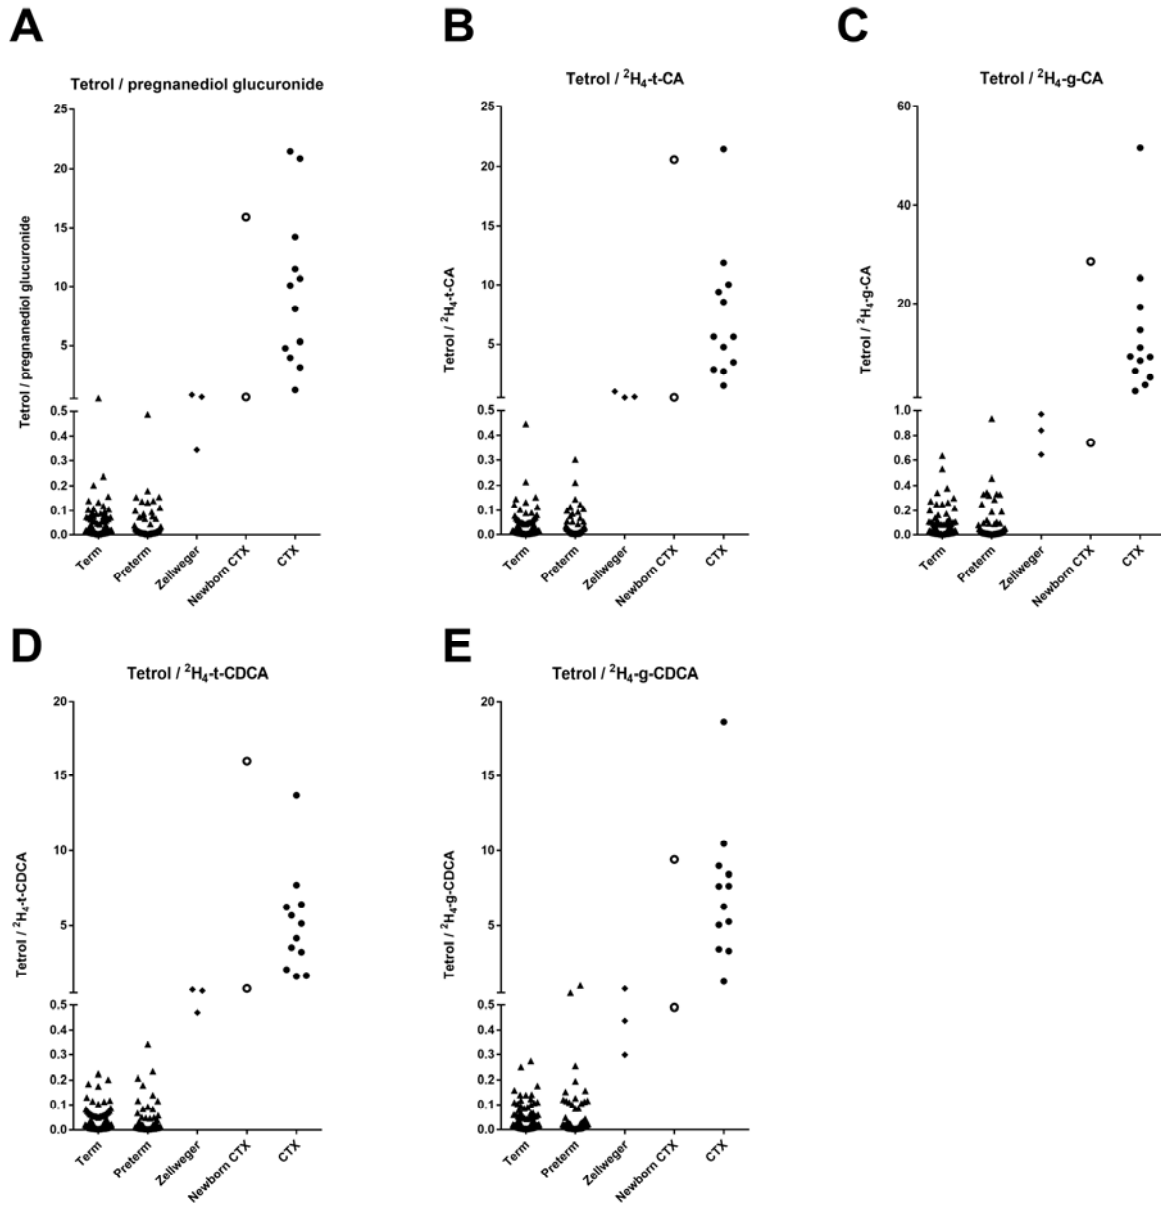 A
Tetrol / pregnanediol glucuronide
Tetrol / pregnanediol glucuronide
25
20
15
10
5
0.5
0.4
0.3
0.2
0.1
0.0
Term
Preterm
Zellweger
Newborn CTX
CTX
B
Tetrol / ²H₄-t-CA
Tetrol / ²H₄-t-CA
25
20
15
10
5
0.5
0.4
0.3
0.2
0.1
0.0
Term
Preterm
Zellweger
Newborn CTX
CTX
C
Tetrol / ²H₄-g-CA
Tetrol / ²H₄-g-CA
60
40
20
1.0
0.8
0.6
0.4
0.2
0.0
Term
Preterm
Zellweger
Newborn CTX
CTX
D
Tetrol / ²H₄-t-CDCA
Tetrol / ²H₄-t-CDCA
20
15
10
5
0.5
0.4
0.3
0.2
0.1
0.0
Term
Preterm
Zellweger
Newborn CTX
CTX
E
Tetrol / ²H₄-g-CDCA
Tetrol / ²H₄-g-CDCA
20
15
10
5
0.5
0.4
0.3
0.2
0.1
0.0
Term
Preterm
Zellweger
Newborn CTX
CTX